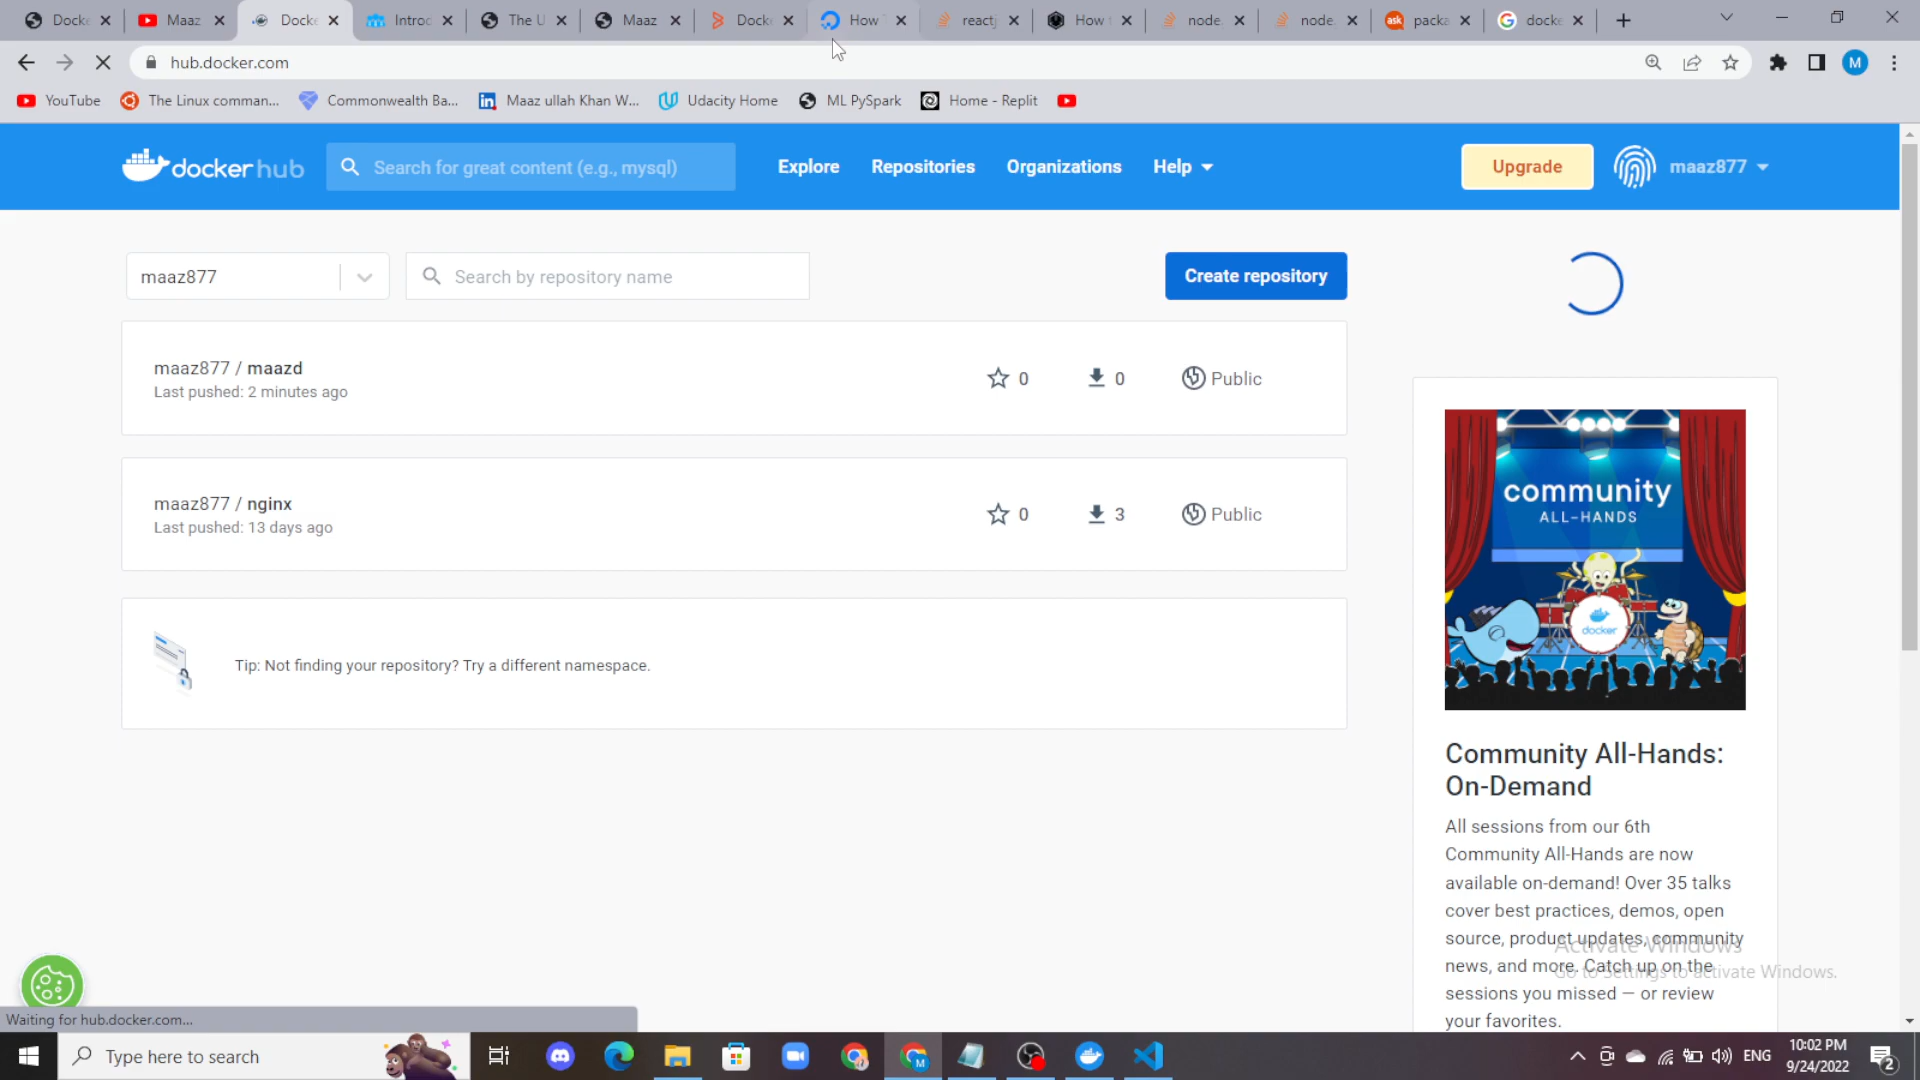 Docke Maaz Docke Introd The U Maaz Docke How reactj How node. node. packa docke
hub.docker.com M
YouTube The Linux comman... Commonwealth Ba... Maaz ullah Khan W... Udacity Home ML PySpark Home - Replit
docker hub Search for great content (e.g., mysql) Explore Repositories Organizations Help Upgrade maaz877
maaz877 Search by repository name Create repository
maaz877 / maazd 0 0 Public
Last pushed: 2 minutes ago
maaz877 / nginx 0 3 Public
Last pushed: 13 days ago
Tip: Not finding your repository? Try a different namespace.
community
ALL-HANDS
docker
Community All-Hands:
On-Demand
All sessions from our 6th
Community All-Hands are now
available on-demand! Over 35 talks
cover best practices, demos, open
source, product updates, community
news, and more. Catch up on the
sessions you missed — or review
your favorites.
Activate Windows
Go to Settings to activate Windows.
Waiting for hub.docker.com...
Type here to search ENG 10:02 PM
9/24/2022 2